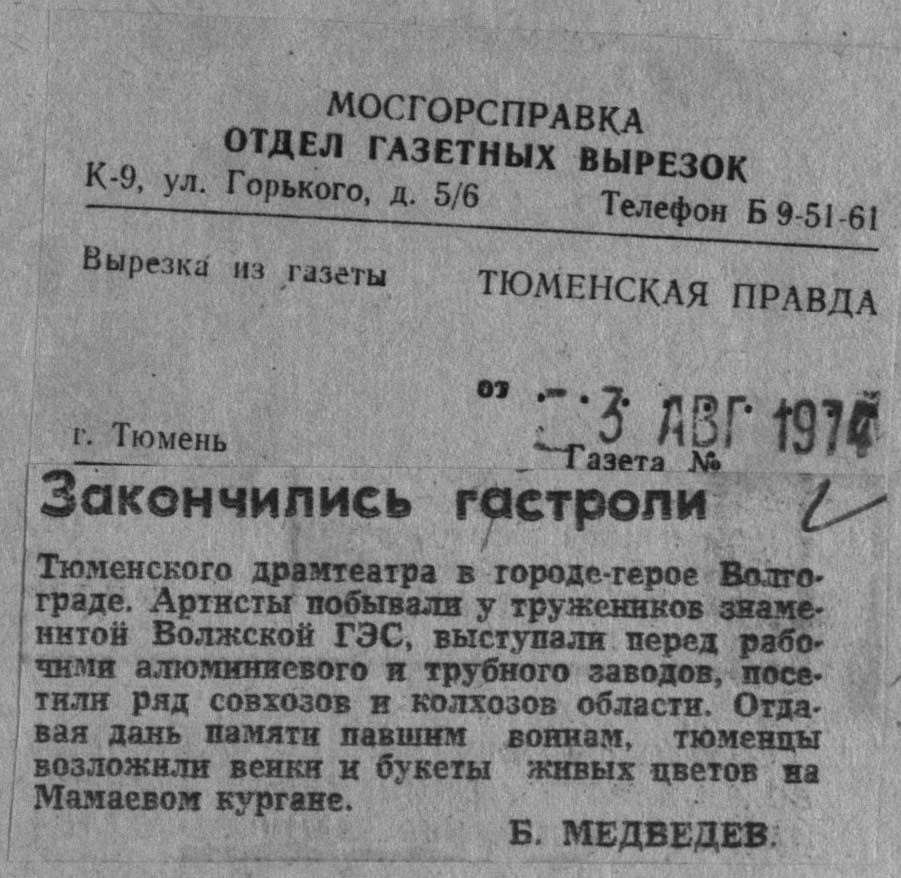 МОСГОРСПРАВКА
ОТДЕЛ ГАЗЕТНЫХ ВЫРЕЗОК
К-9, ул. Горького, д. 5/6 Телефон Б 9-51-61
Вырезка из газеты ТЮМЕНСКАЯ ПРАВДА
от - 3 АВГ 1974
г. Тюмень
Газета №
Закончились гастроли
Тюменского драмтеатра в городе-герое Волго-
граде. Артисты побывали у тружеников знаме-
нитой Волжской ГЭС, выступали перед рабо-
чими алюминиевого и трубного заводов, посе-
тили ряд совхозов и колхозов области. Отда-
вая дань памяти павшим воинам, тюменцы
возложили венки и букеты живых цветов на
Мамаевом кургане.
Б. МЕДВЕДЕВ.